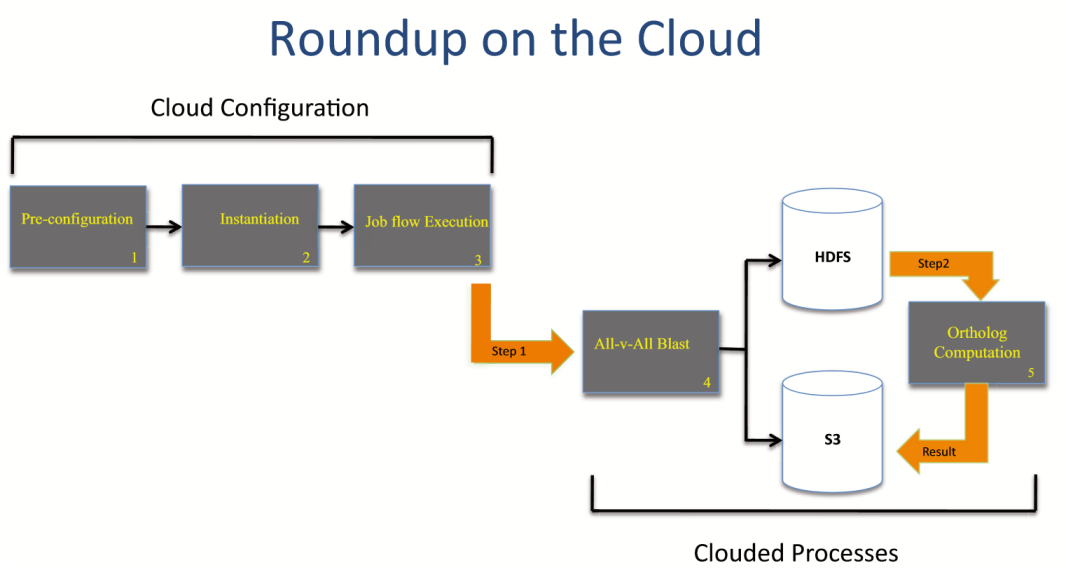 Roundup on the Cloud
Cloud Configuration
Pre-configuration
1
Instantiation
2
Job flow Execution
3
Step 1
All-v-All Blast
4
HDFS
S3
Step2
Ortholog
Computation
5
Result
Clouded Processes